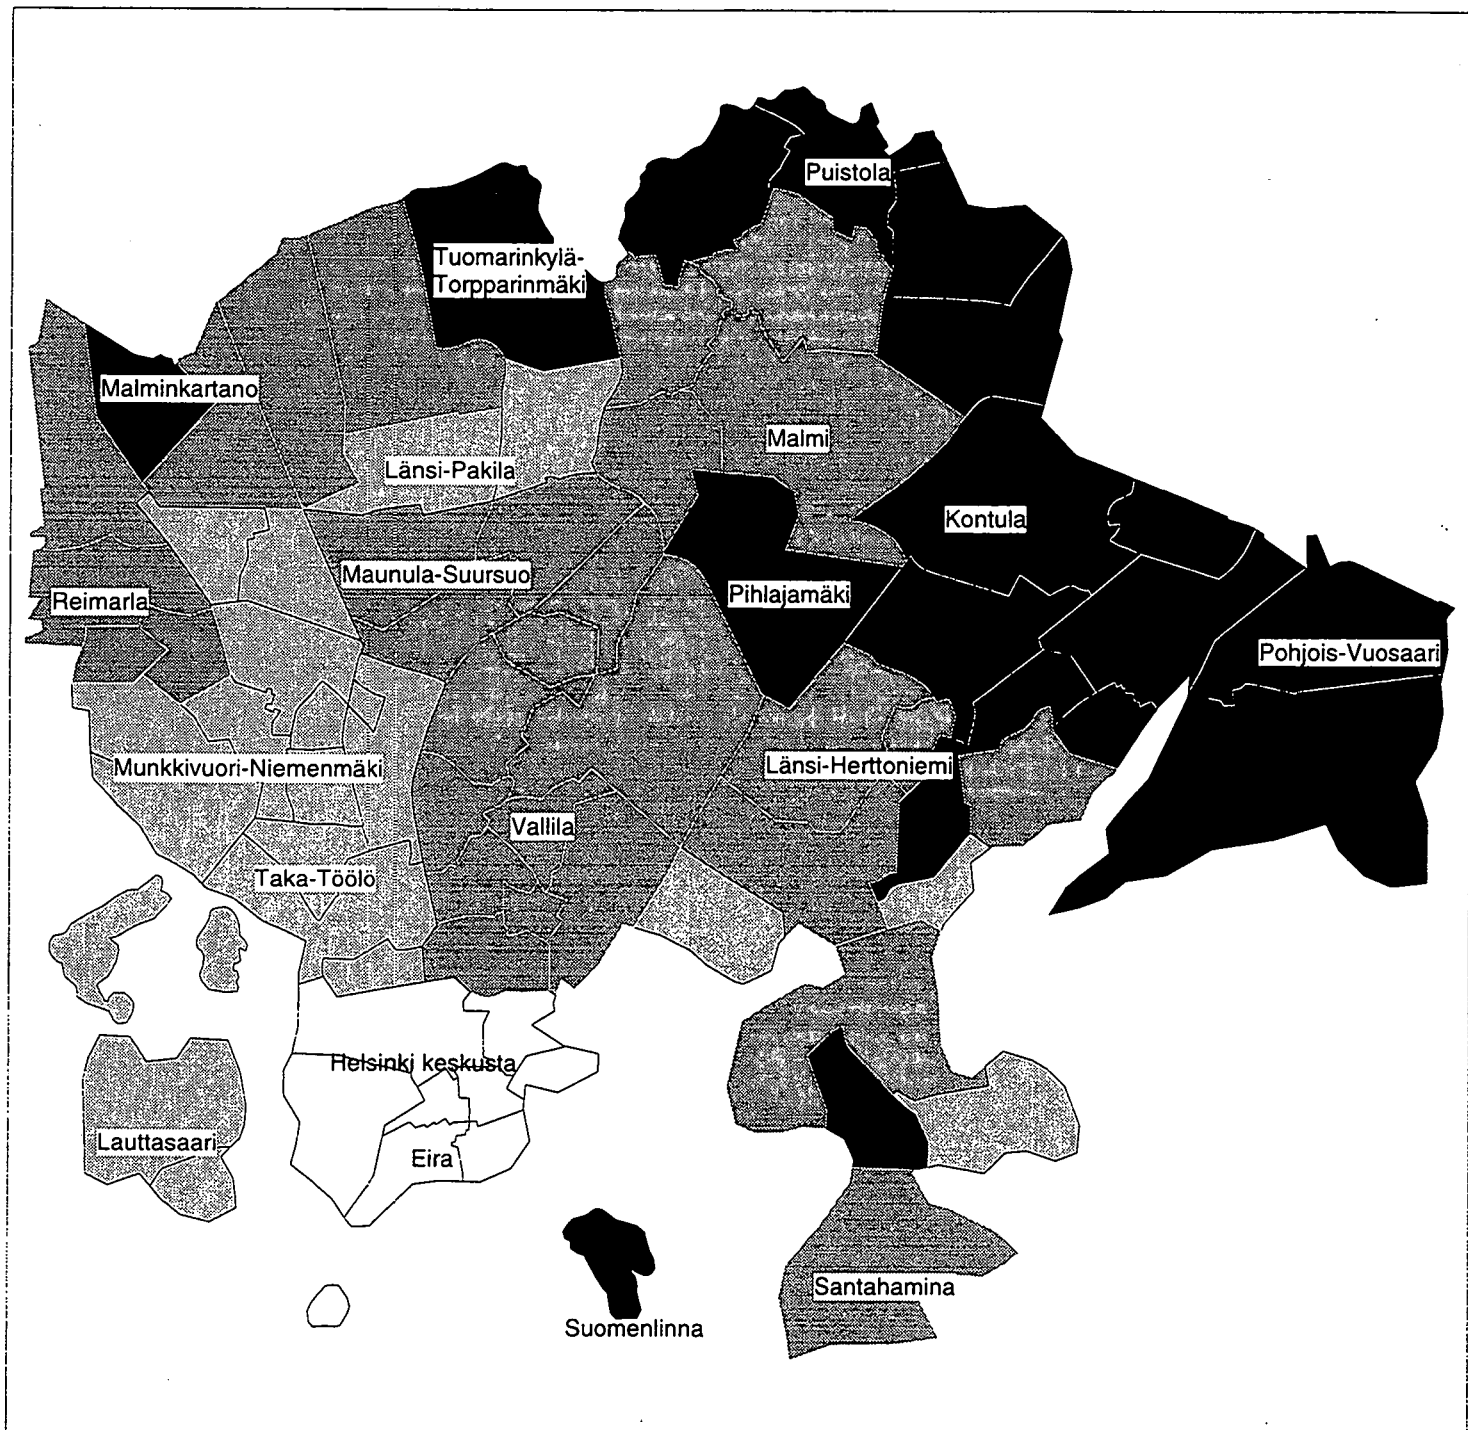 Puistola
Tuomarinkylä-
Torpparinmäki
Malminkartano
Malmi
Länsi-Pakila
Kontula
Maunula-Suursuo
Reimarla
Pihlajamäki
Pohjois-Vuosaari
Munkkivuori-Niemenmäki
Länsi-Herttoniemi
Vallila
Taka-Töölö
Helsinki keskusta
Lauttasaari
Eira
Santahamina
Suomenlinna